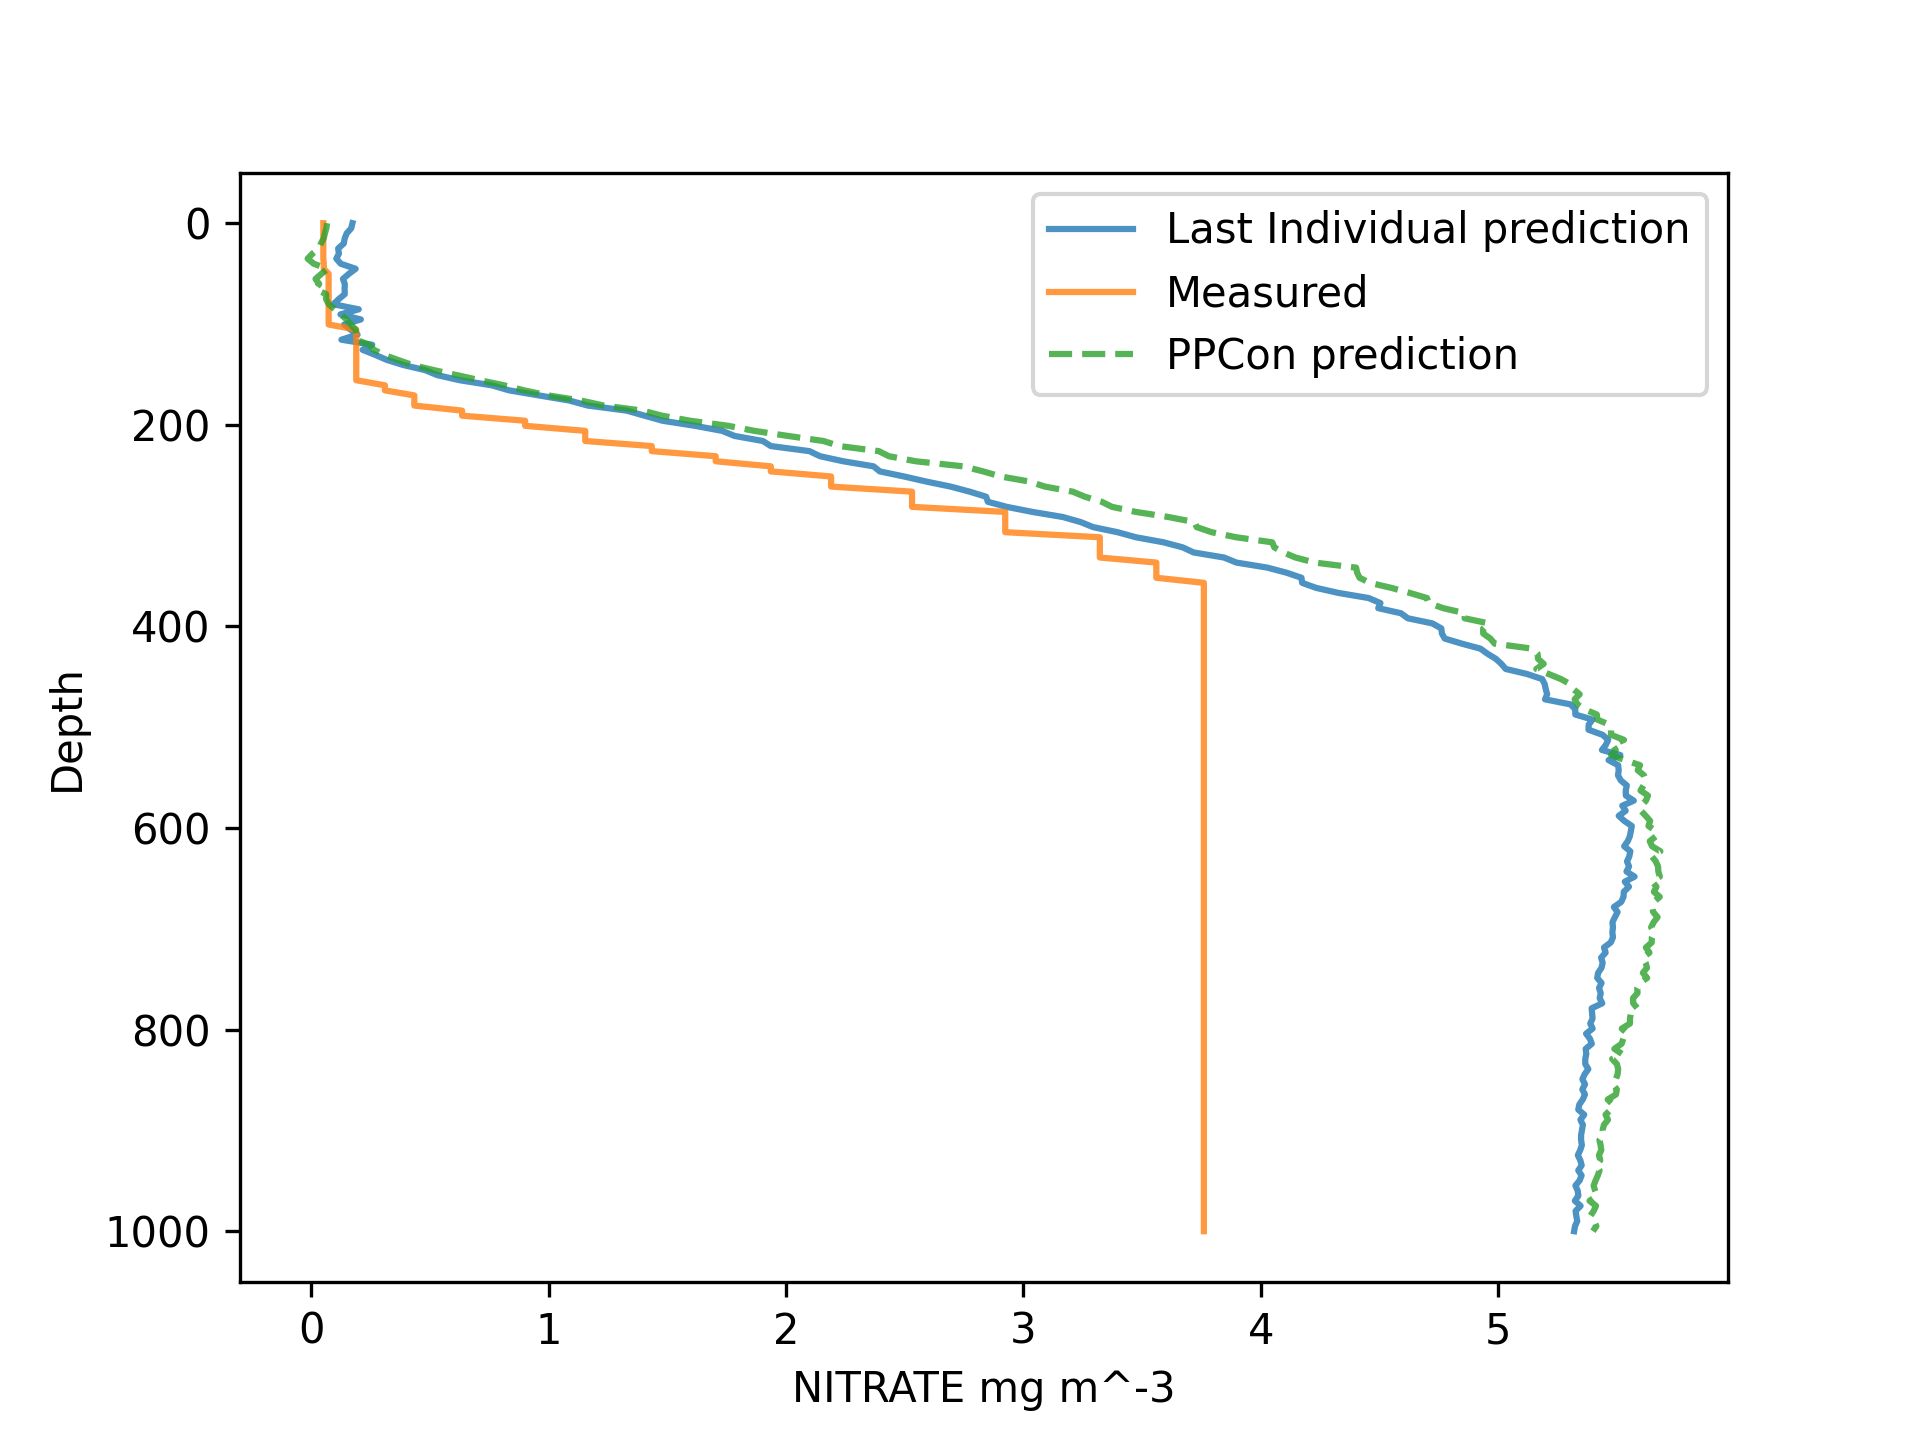 Last Individual prediction
Measured
PPCon prediction
0
200
400
600
800
1000
Depth
0 1 2 3 4 5
NITRATE mg m^-3